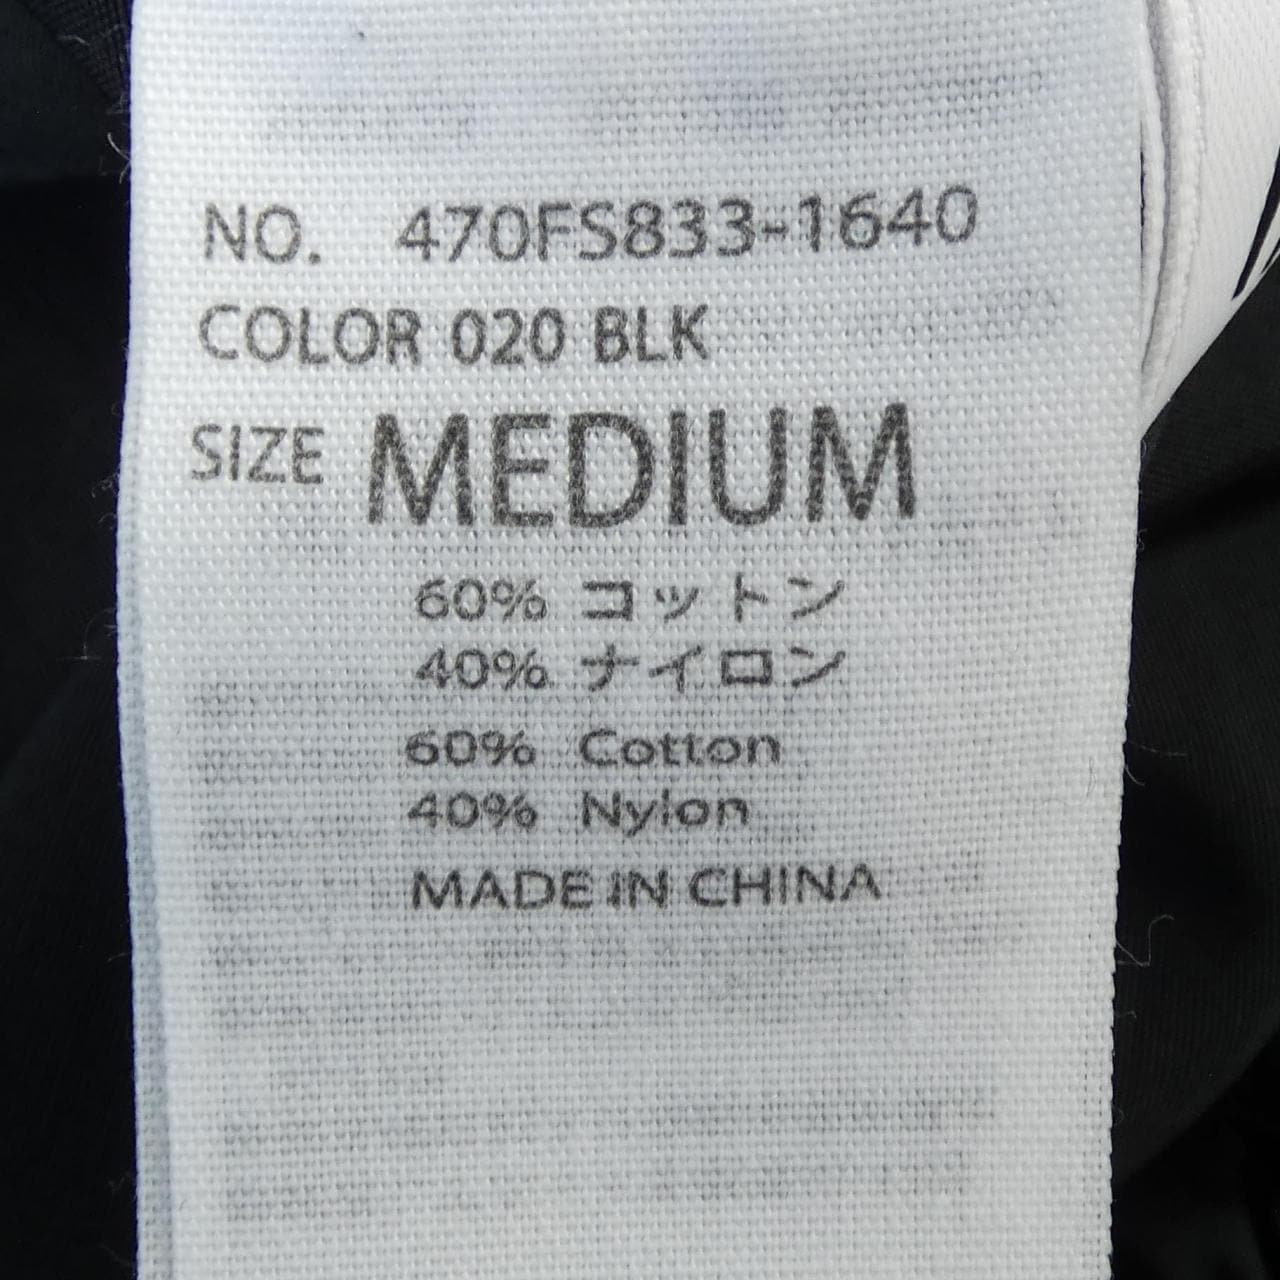 NO. 470FS833-1640
COLOR 020 BLK
SIZE MEDIUM
60% コットン
40% ナイロン
60% Cotton
40% Nylon
MADE IN CHINA